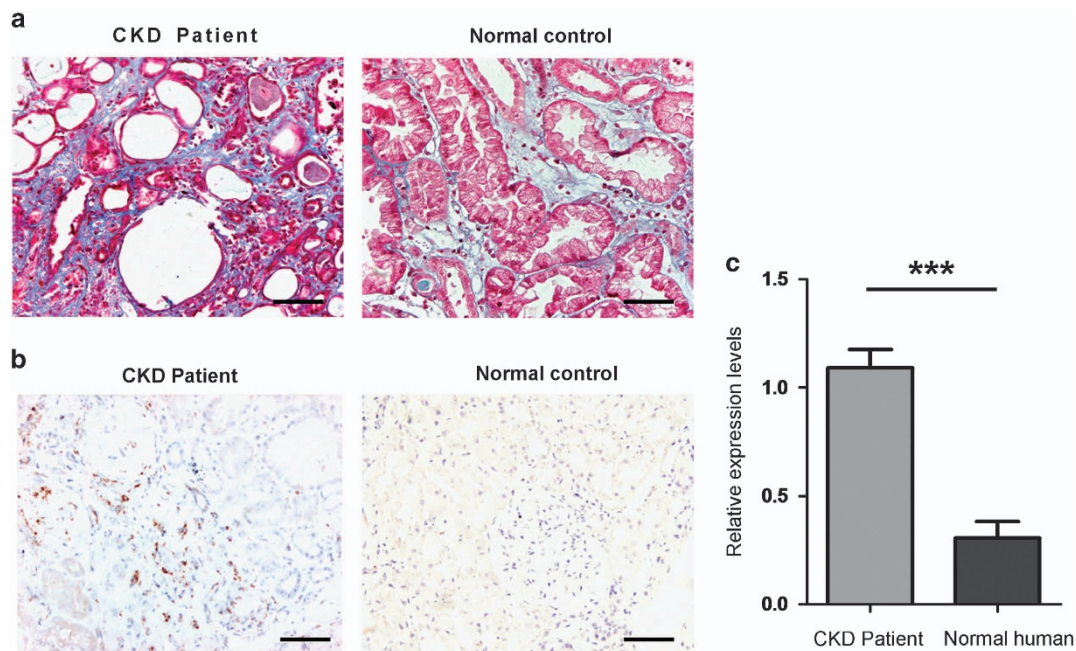 a
CKD Patient
Normal control
b
CKD Patient
Normal control
c
***
Relative expression levels
1.5
1.0
0.5
0.0
CKD Patient
Normal human